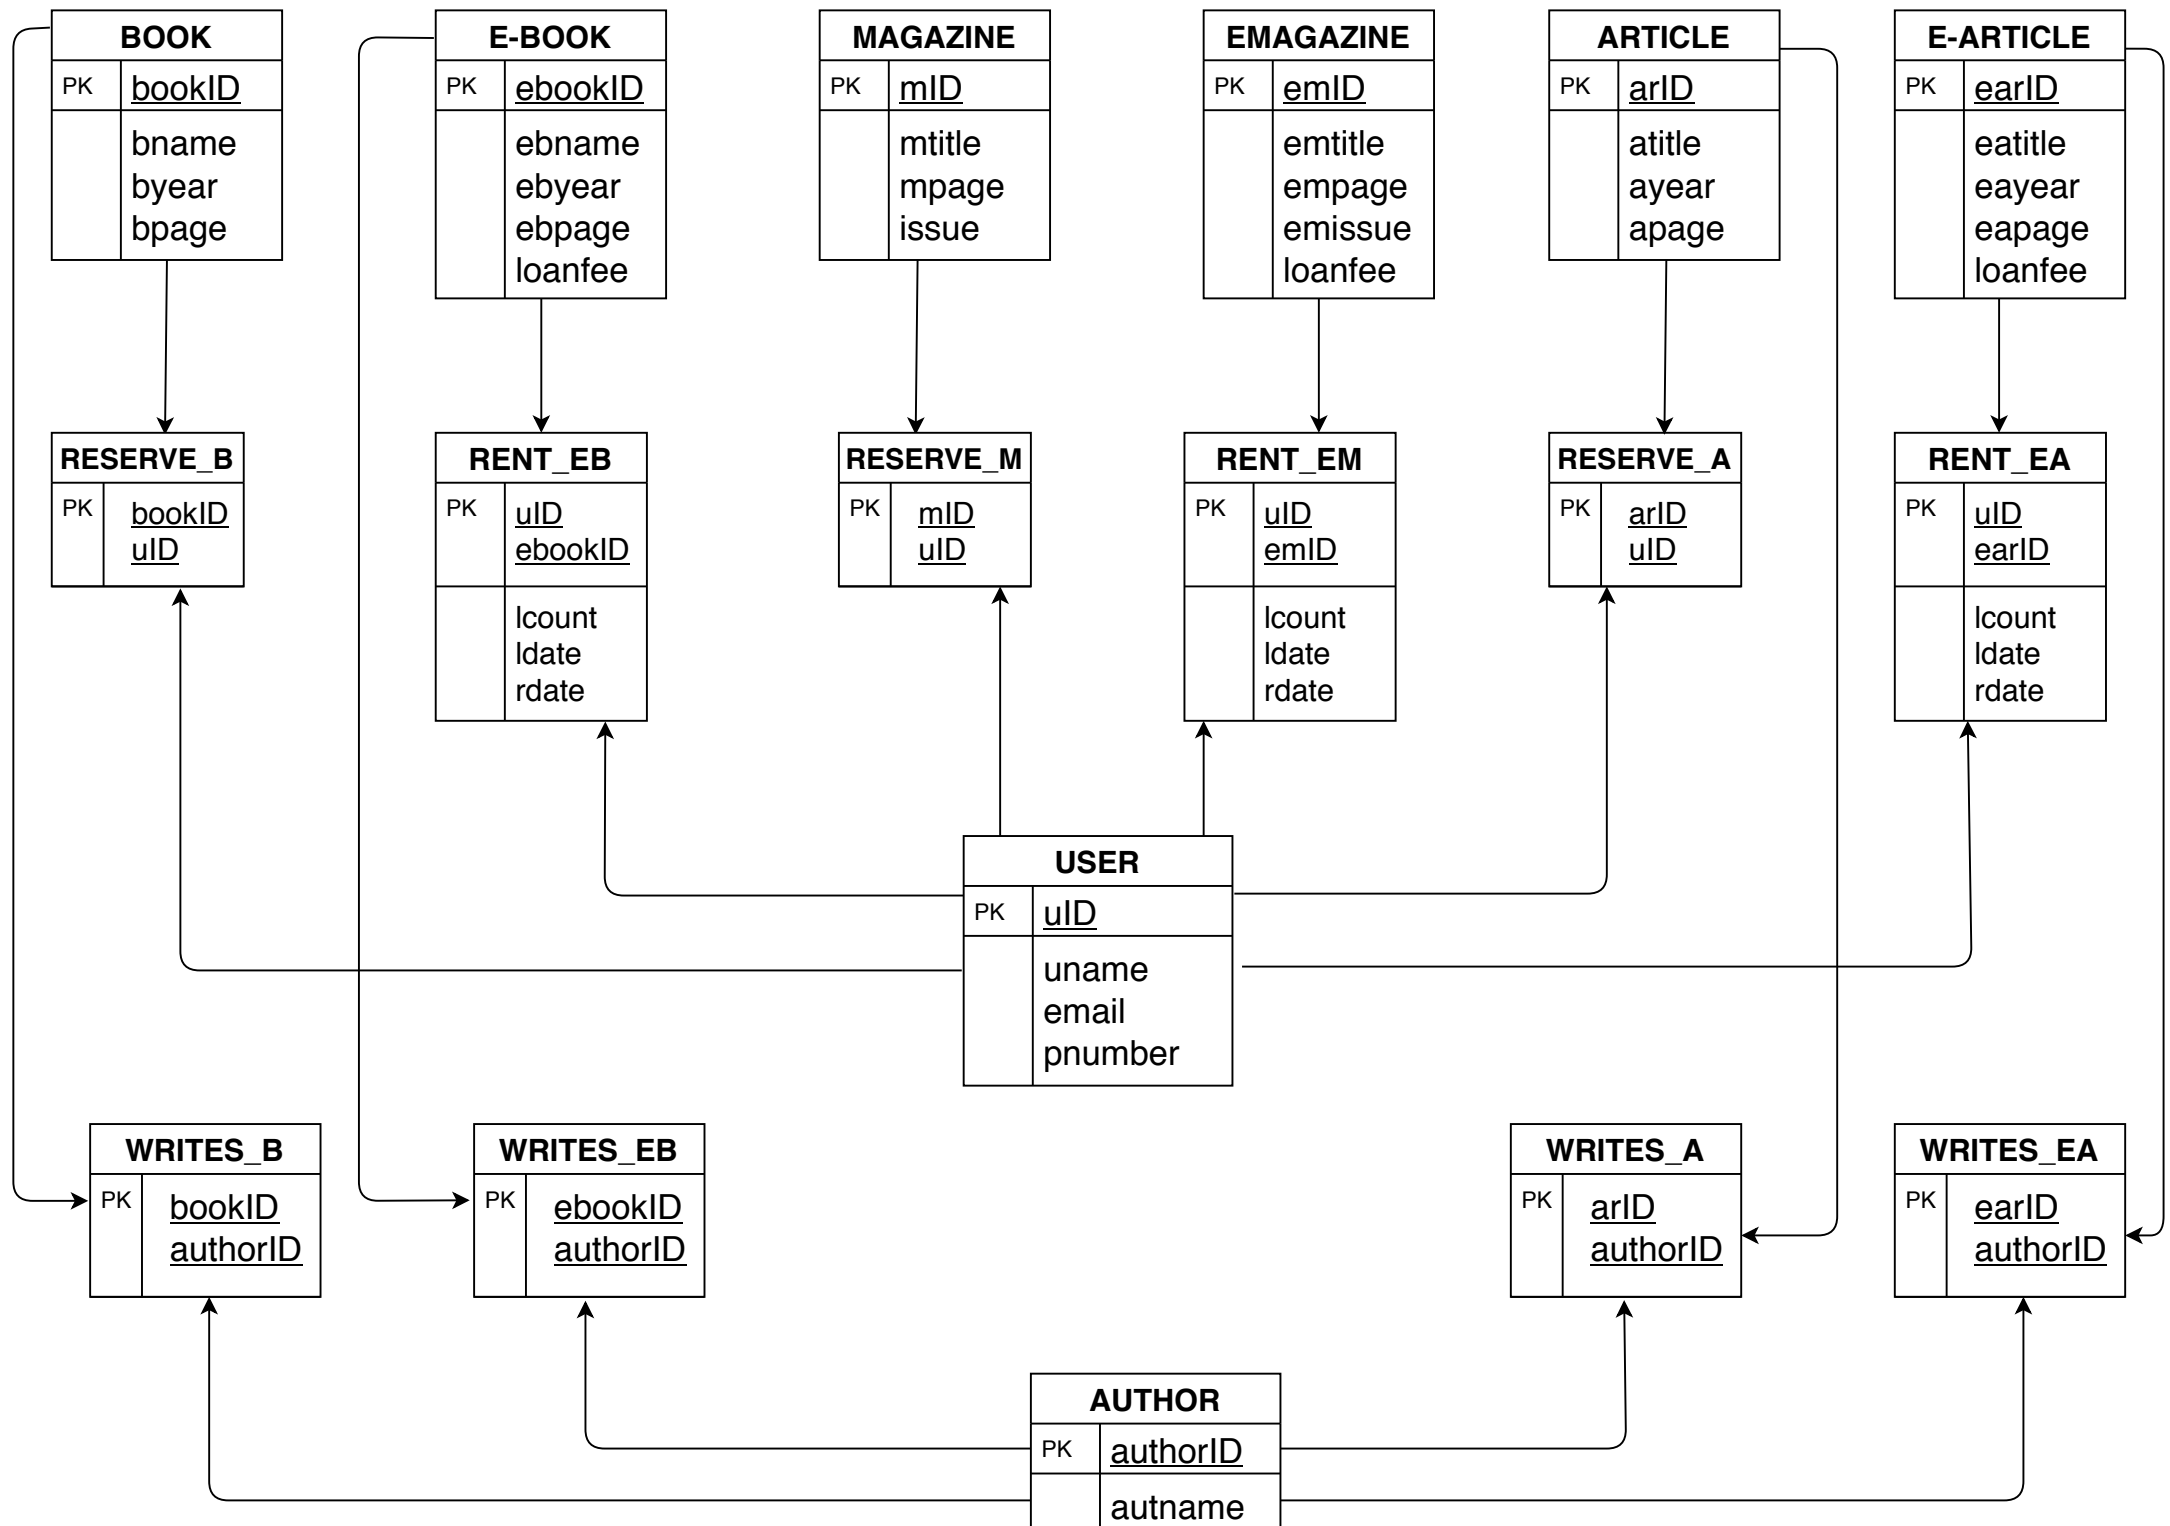 BOOK
PK bookID
bname
byear
bpage
E-BOOK
PK ebookID
ebname
ebyear
ebpage
loanfee
MAGAZINE
PK mID
mtitle
mpage
issue
EMAGAZINE
PK emID
emtitle
empage
emissue
loanfee
ARTICLE
PK arID
atitle
ayear
apage
E-ARTICLE
PK earID
eatitle
eayear
eapage
loanfee
RESERVE_B
PK bookID
uID
RENT_EB
PK uID
ebookID
lcount
ldate
rdate
RESERVE_M
PK mID
uID
RENT_EM
PK uID
emID
lcount
ldate
rdate
RESERVE_A
PK arID
uID
RENT_EA
PK uID
earID
lcount
ldate
rdate
USER
PK uID
uname
email
pnumber
WRITES_B
PK bookID
authorID
WRITES_EB
PK ebookID
authorID
WRITES_A
PK arID
authorID
WRITES_EA
PK earID
authorID
AUTHOR
PK authorID
autname